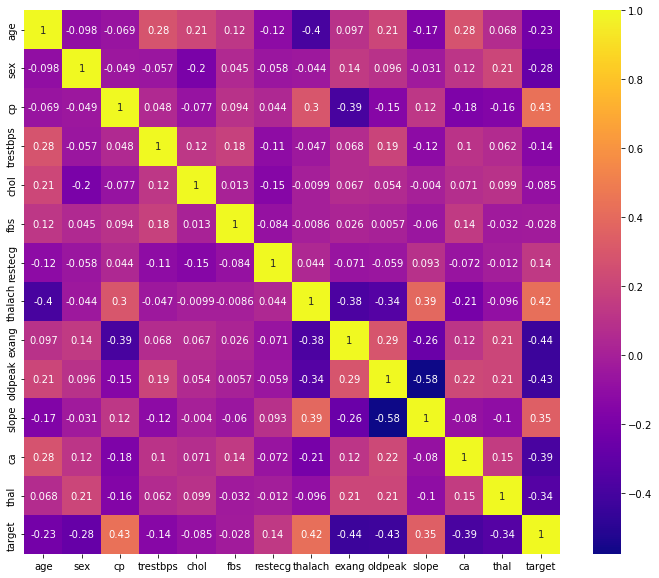 age 1 -0.098 -0.069 0.28 0.21 0.12 -0.12 -0.4 0.097 0.21 -0.17 0.28 0.068 -0.23
sex -0.098 1 -0.049 -0.057 -0.2 0.045 -0.058 -0.044 0.14 0.096 -0.031 0.12 0.21 -0.28
cp -0.069 -0.049 1 0.048 -0.077 0.094 0.044 0.3 -0.39 -0.15 0.12 -0.18 -0.16 0.43
trestbps 0.28 -0.057 0.048 1 0.12 0.18 -0.11 -0.047 0.068 0.19 -0.12 0.1 0.062 -0.14
chol 0.21 -0.2 -0.077 0.12 1 0.013 -0.15 -0.0099 0.067 0.054 -0.004 0.071 0.099 -0.085
fbs 0.12 0.045 0.094 0.18 0.013 1 -0.084 -0.0086 0.026 0.0057 -0.06 0.14 -0.032 -0.028
restecg -0.12 -0.058 0.044 -0.11 -0.15 -0.084 1 0.044 -0.071 -0.059 0.093 -0.072 -0.012 0.14
thalach -0.4 -0.044 0.3 -0.047 -0.0099 -0.0086 0.044 1 -0.38 -0.34 0.39 -0.21 -0.096 0.42
exang 0.097 0.14 -0.39 0.068 0.067 0.026 -0.071 -0.38 1 0.29 -0.26 0.12 0.21 -0.44
oldpeak 0.21 0.096 -0.15 0.19 0.054 0.0057 -0.059 -0.34 0.29 1 -0.58 0.22 0.21 -0.43
slope -0.17 -0.031 0.12 -0.12 -0.004 -0.06 0.093 0.39 -0.26 -0.58 1 -0.08 -0.1 0.35
ca 0.28 0.12 -0.18 0.1 0.071 0.14 -0.072 -0.21 0.12 0.22 -0.08 1 0.15 -0.39
thal 0.068 0.21 -0.16 0.062 0.099 -0.032 -0.012 -0.096 0.21 0.21 -0.1 0.15 1 -0.34
target -0.23 -0.28 0.43 -0.14 -0.085 -0.028 0.14 0.42 -0.44 -0.43 0.35 -0.39 -0.34 1
age sex cp trestbps chol fbs restecg thalach exang oldpeak slope ca thal target
1.0
0.8
0.6
0.4
0.2
0.0
−0.2
−0.4